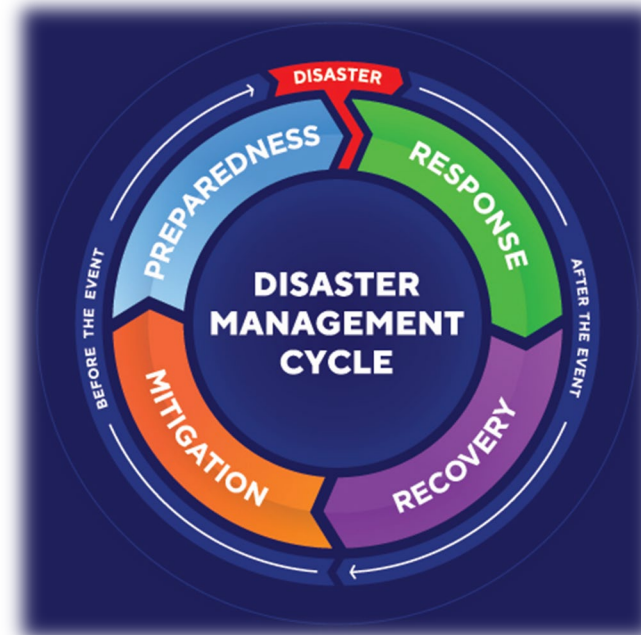 DISASTER
PREPAREDNESS
RESPONSE
BEFORE THE EVENT
AFTER THE EVENT
DISASTER
MANAGEMENT
CYCLE
MITIGATION
RECOVERY